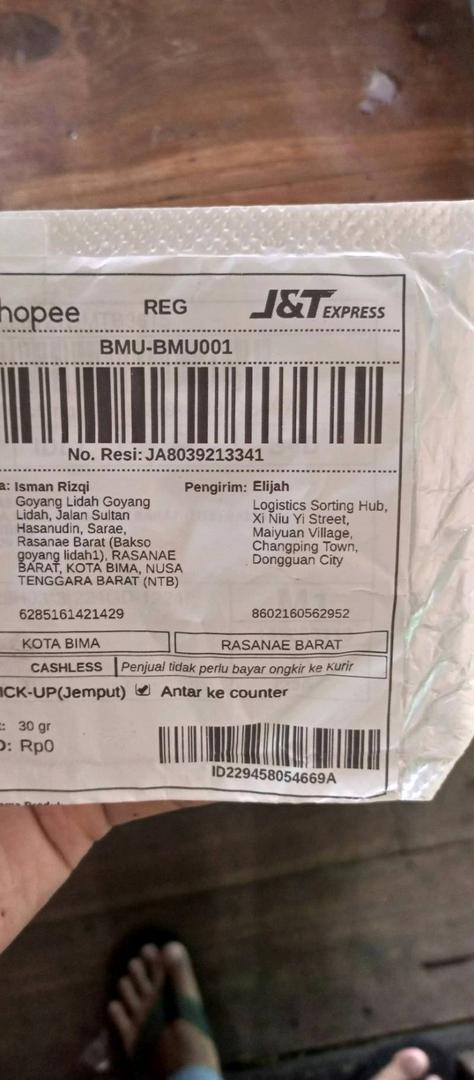 hopee REG J&T EXPRESS
BMU-BMU001
No. Resi: JA8039213341
a: Isman Rizqi
Goyang Lidah Goyang
Lidah, Jalan Sultan
Hasanudin, Sarae,
Rasanae Barat (Bakso
goyang lidah1), RASANAE
BARAT, KOTA BIMA, NUSA
TENGGARA BARAT (NTB)
6285161421429
Pengirim: Elijah
Logistics Sorting Hub,
Xi Niu Yi Street,
Maiyuan Village,
Changping Town,
Dongguan City
8602160562952
KOTA BIMA RASANAE BARAT
CASHLESS Penjual tidak perlu bayar ongkir ke Kurir
ICK-UP(Jemput) Antar ke counter
: 30 gr
D: Rp0
ID229458054669A